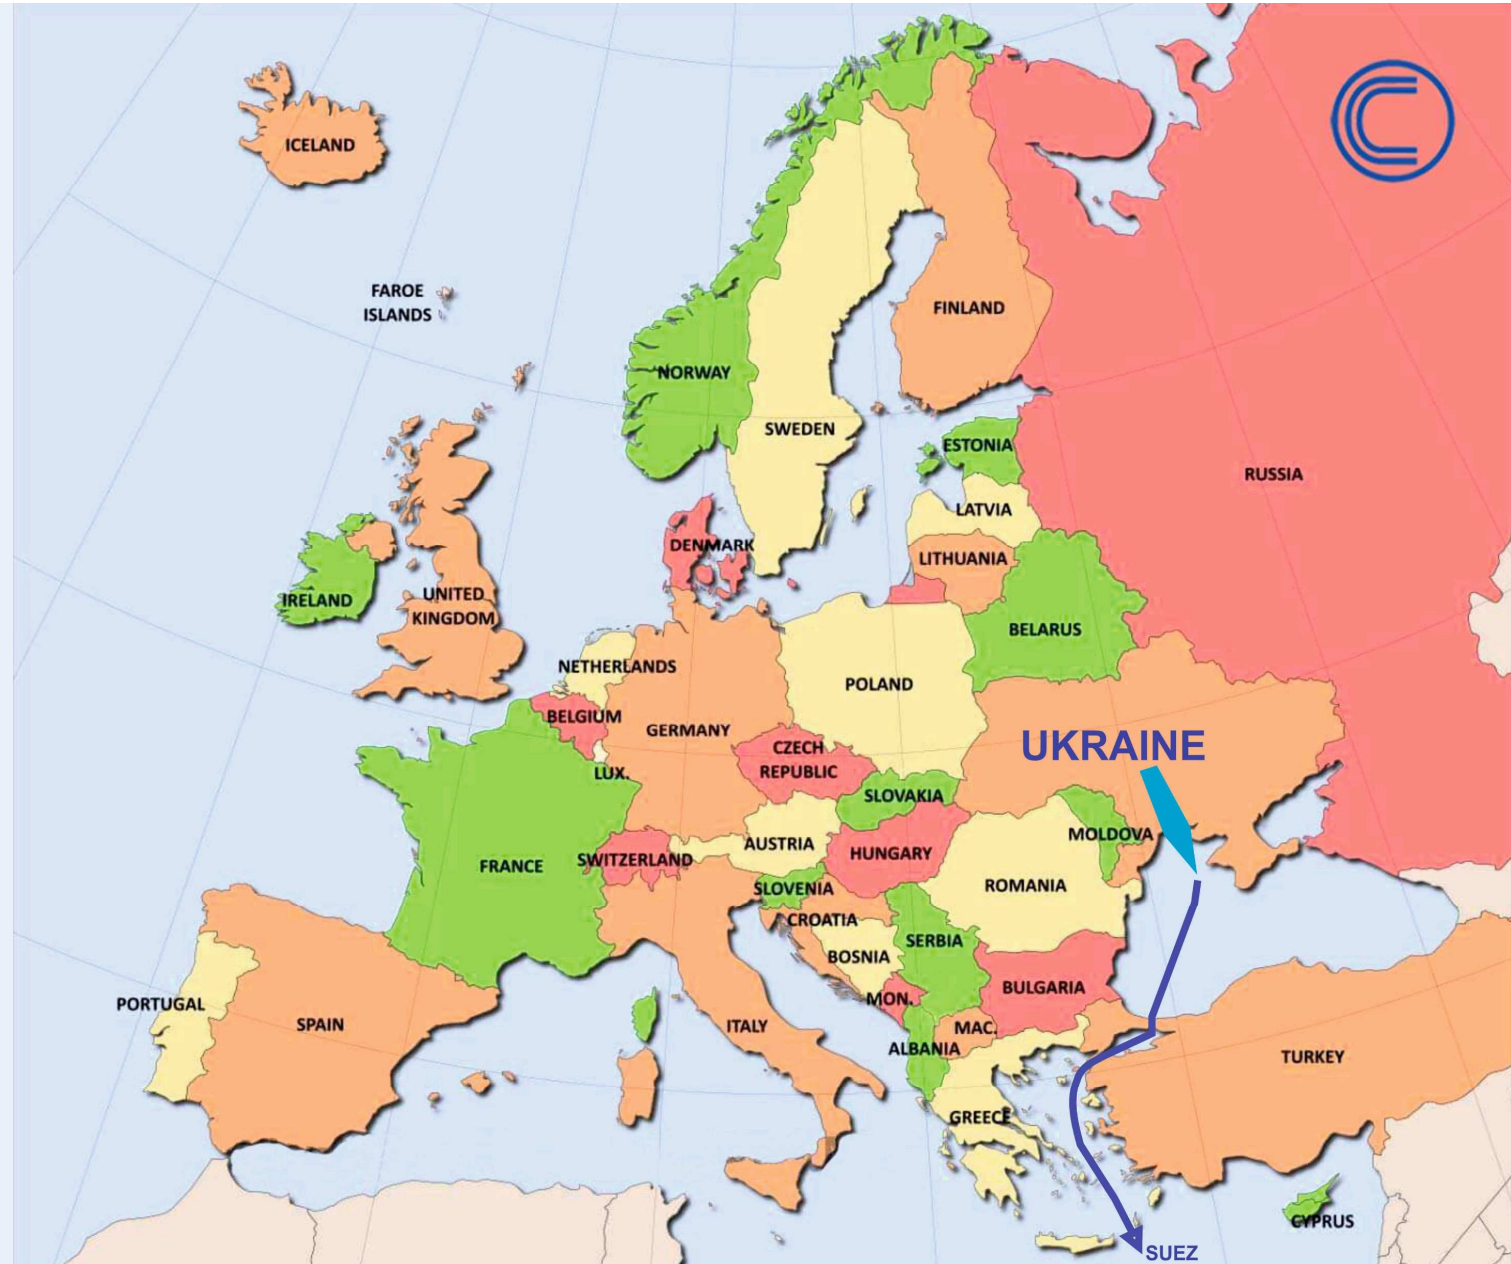 ICELAND
FAROE
ISLANDS
NORWAY
FINLAND
SWEDEN
ESTONIA
RUSSIA
LATVIA
DENMARK
LITHUANIA
IRELAND
UNITED
KINGDOM
BELARUS
NETHERLANDS
POLAND
BELGIUM
GERMANY
UKRAINE
CZECH
REPUBLIC
LUX.
SLOVAKIA
MOLDOVA
AUSTRIA
HUNGARY
SWITZERLAND
FRANCE
ROMANIA
SLOVENIA
CROATIA
SERBIA
BOSNIA
BULGARIA
MON.
PORTUGAL
SPAIN
ITALY
MAC.
ALBANIA
TURKEY
GREECE
CYPRUS
SUEZ